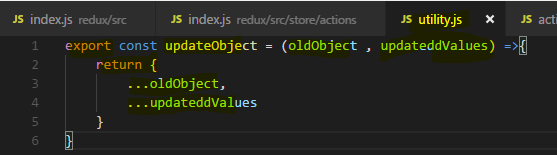 JS index.js redux/src JS index.js redux/src/store/actions JS utility.js × JS acti
1 export const updateObject = (oldObject , updateddValues) =>{
2 return {
3 ...oldObject,
4 ...updateddValues
5 }
6 }